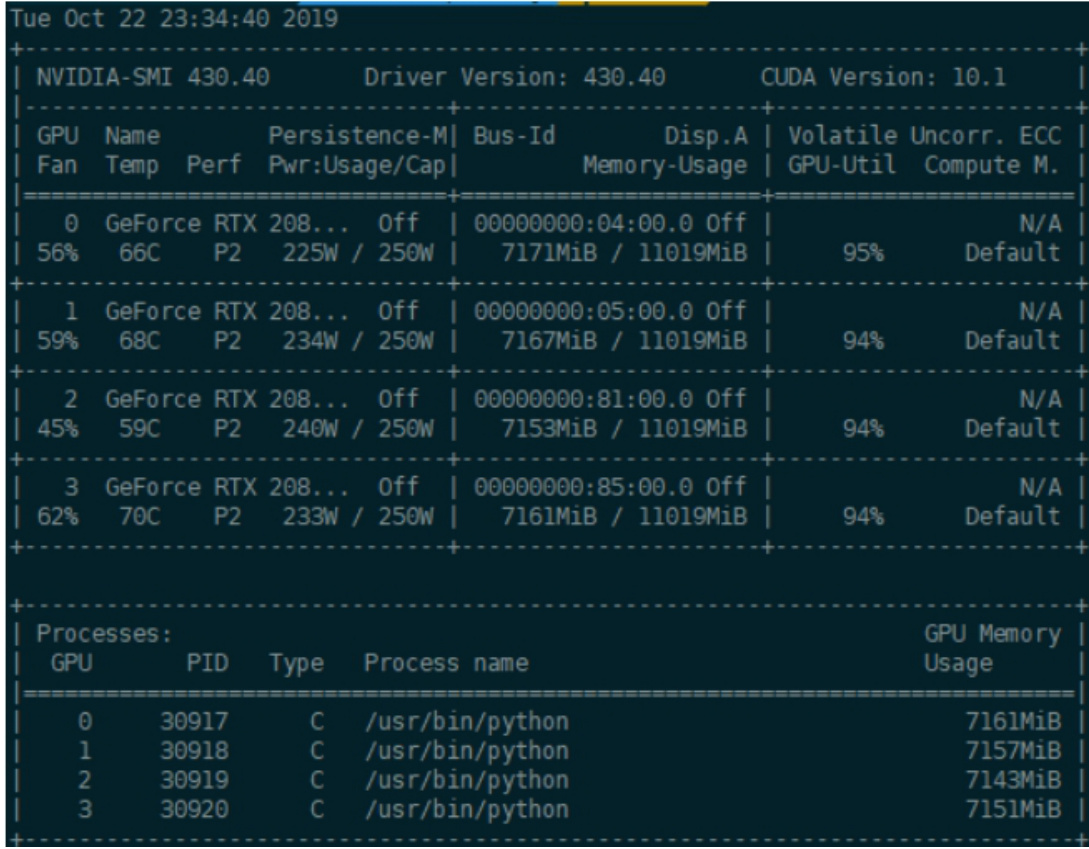 Tue Oct 22 23:34:40 2019
+-----------------------------------------------------------------------------+
| NVIDIA-SMI 430.40       Driver Version: 430.40       CUDA Version: 10.1     |
|-------------------------------+----------------------+----------------------+
| GPU  Name        Persistence-M| Bus-Id        Disp.A | Volatile Uncorr. ECC |
| Fan  Temp  Perf  Pwr:Usage/Cap|         Memory-Usage | GPU-Util  Compute M. |
|===============================+======================+======================|
|   0  GeForce RTX 208...  Off  | 00000000:04:00.0 Off |                  N/A |
| 56%   66C    P2   225W / 250W |   7171MiB / 11019MiB |     95%      Default |
+-------------------------------+----------------------+----------------------+
|   1  GeForce RTX 208...  Off  | 00000000:05:00.0 Off |                  N/A |
| 59%   68C    P2   234W / 250W |   7167MiB / 11019MiB |     94%      Default |
+-------------------------------+----------------------+----------------------+
|   2  GeForce RTX 208...  Off  | 00000000:81:00.0 Off |                  N/A |
| 45%   59C    P2   240W / 250W |   7153MiB / 11019MiB |     94%      Default |
+-------------------------------+----------------------+----------------------+
|   3  GeForce RTX 208...  Off  | 00000000:85:00.0 Off |                  N/A |
| 62%   70C    P2   233W / 250W |   7161MiB / 11019MiB |     94%      Default |
+-------------------------------+----------------------+----------------------+
+-----------------------------------------------------------------------------+
| Processes:                                                       GPU Memory |
|  GPU       PID   Type   Process name                             Usage      |
|=============================================================================|
|    0     30917      C   /usr/bin/python                             7161MiB |
|    1     30918      C   /usr/bin/python                             7157MiB |
|    2     30919      C   /usr/bin/python                             7143MiB |
|    3     30920      C   /usr/bin/python                             7151MiB |
+-----------------------------------------------------------------------------+